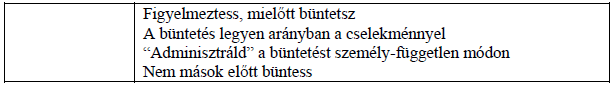 Figyelmeztess, mielőtt büntetsz
A büntetés legyen arányban a cselekménnyel
“Adminisztráld” a büntetést személy-független módon
Nem mások előtt büntess